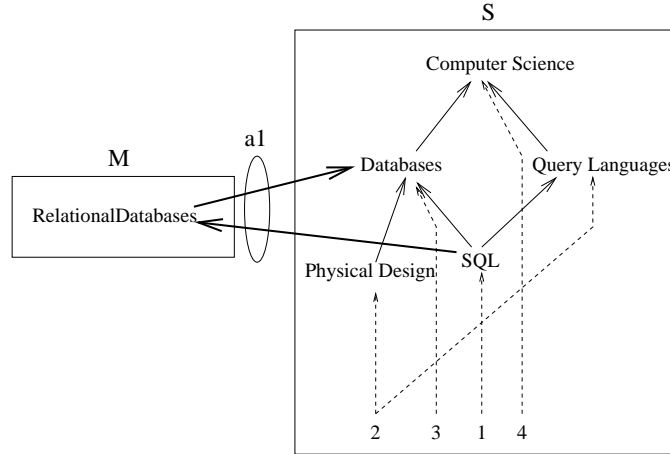 S
Computer Science
a1
M
Databases
Query Languages
RelationalDatabases
SQL
Physical Design
2
3
1
4